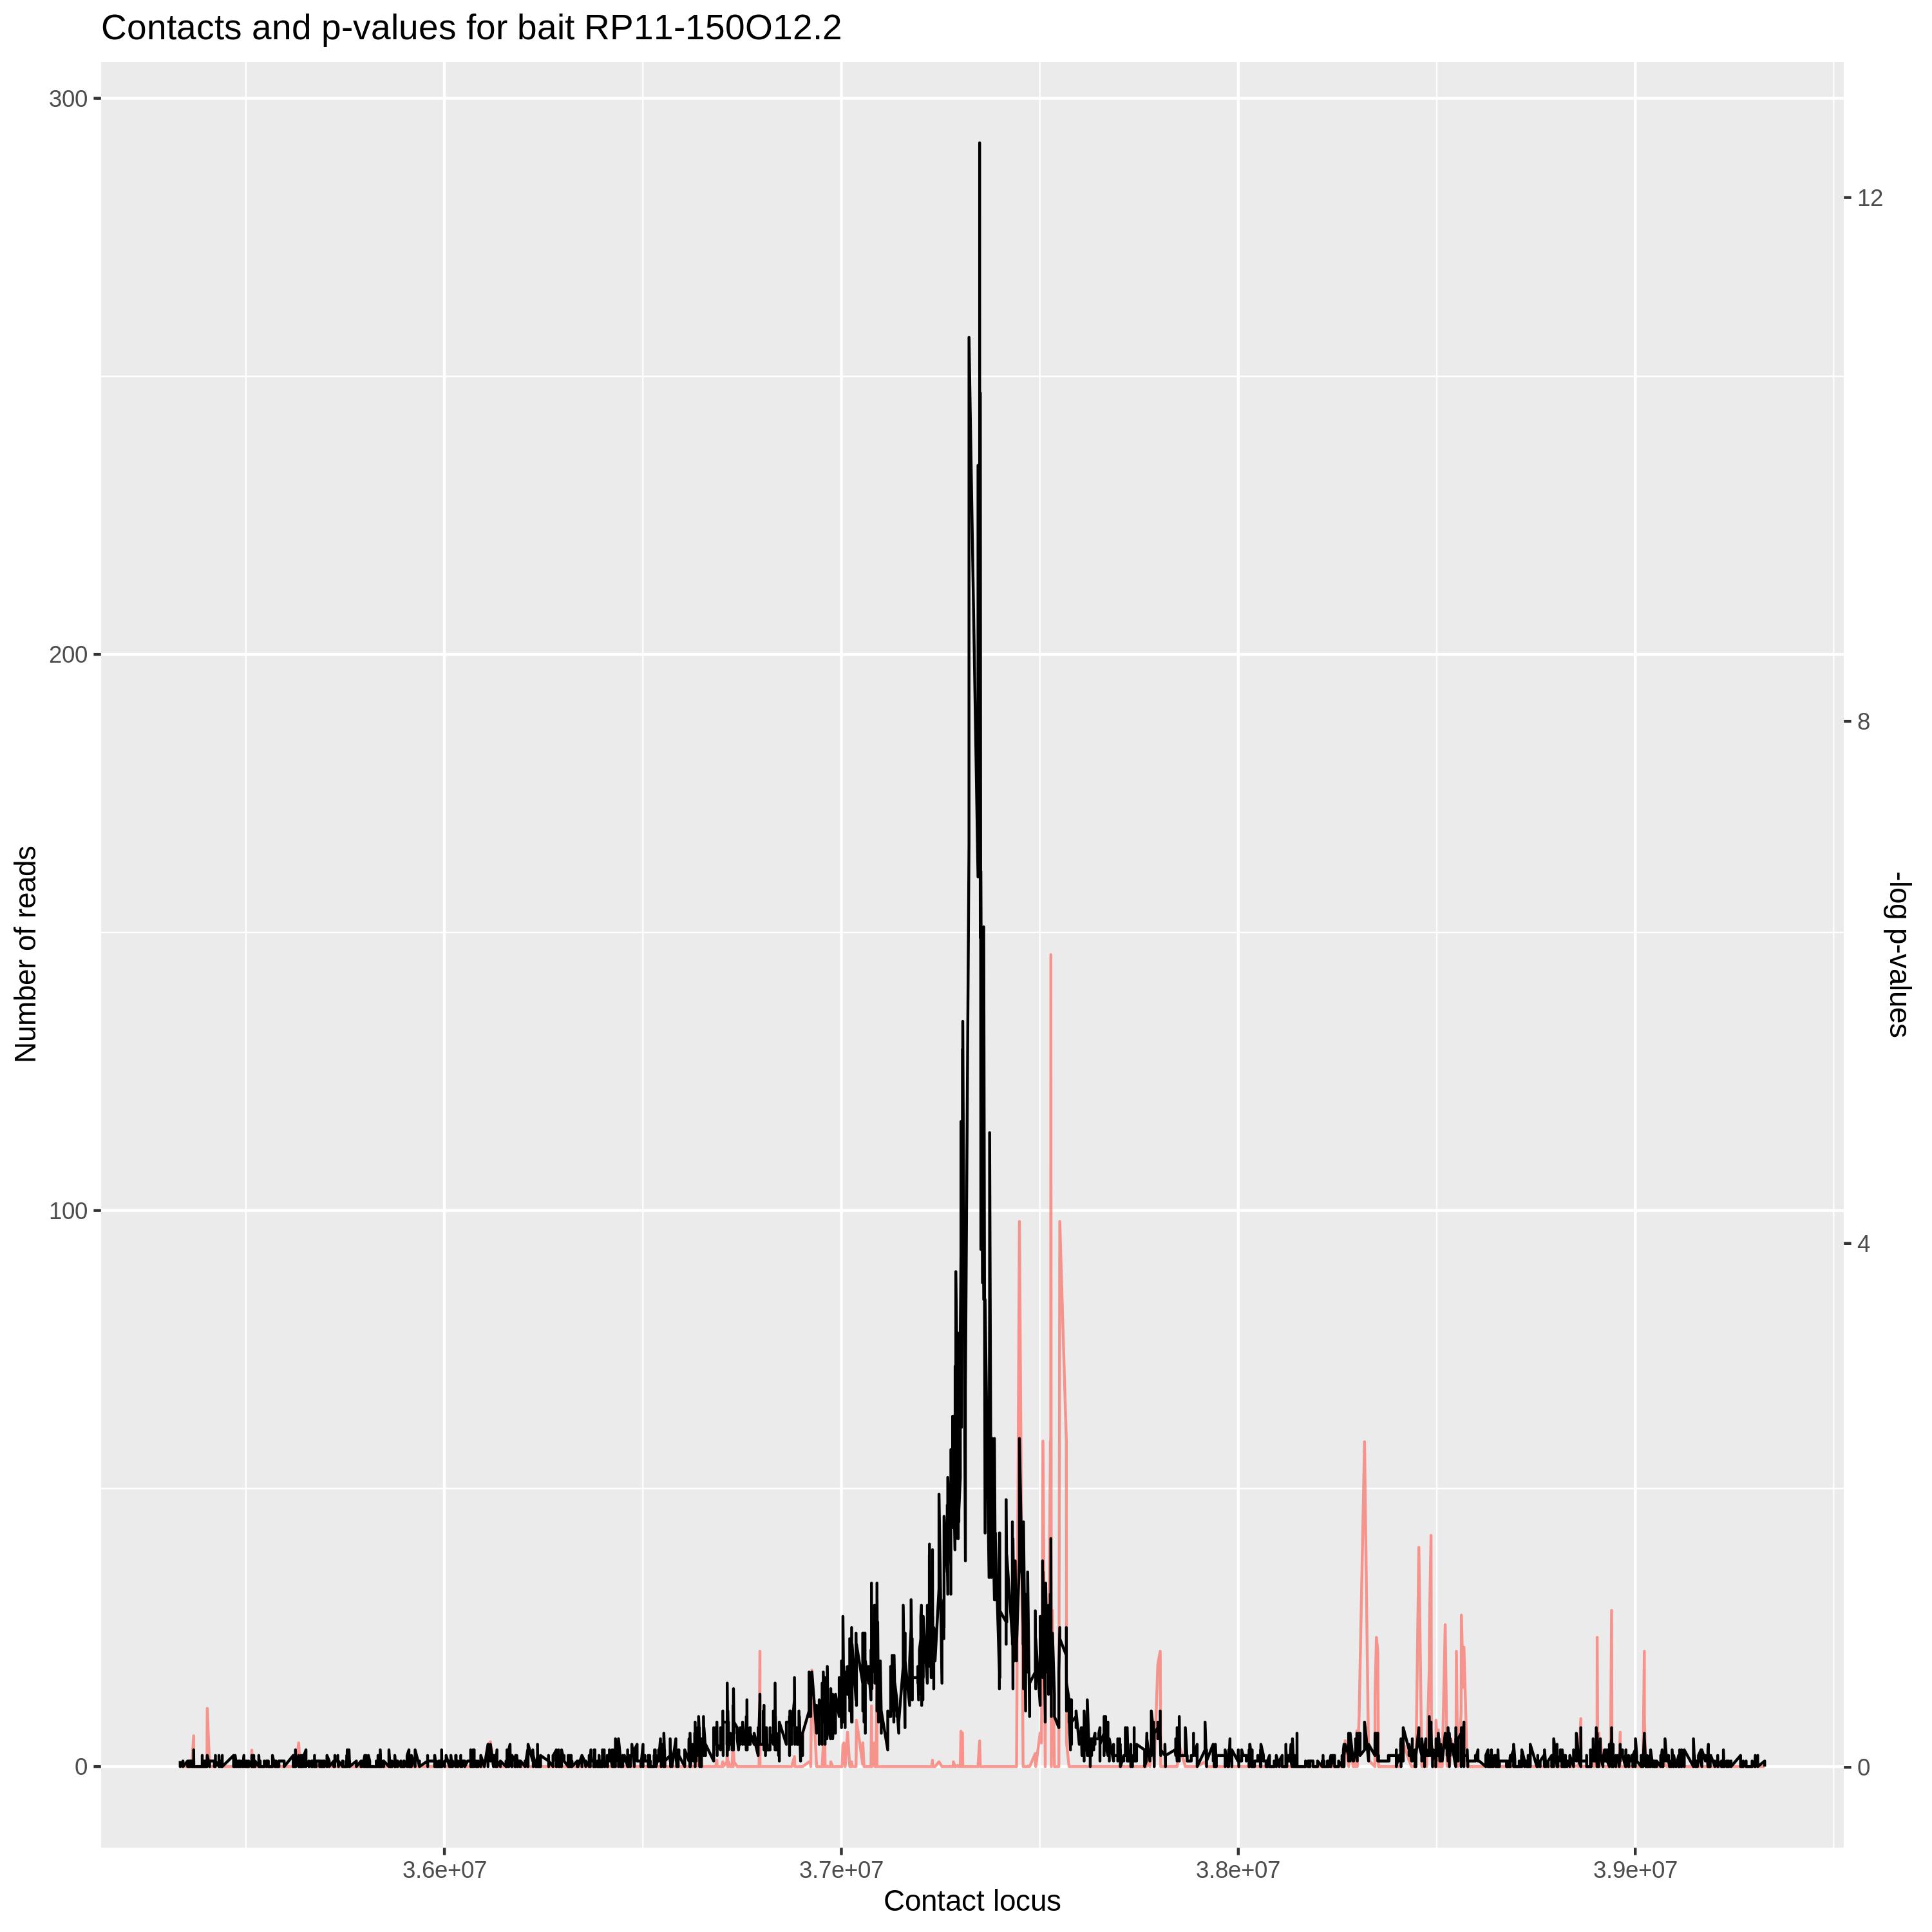 Contacts and p-values for bait RP11-150O12.2
300
200
100
0
Number of reads
12
8
4
0
-log p-values
3.6e+07
3.7e+07
3.8e+07
3.9e+07
Contact locus